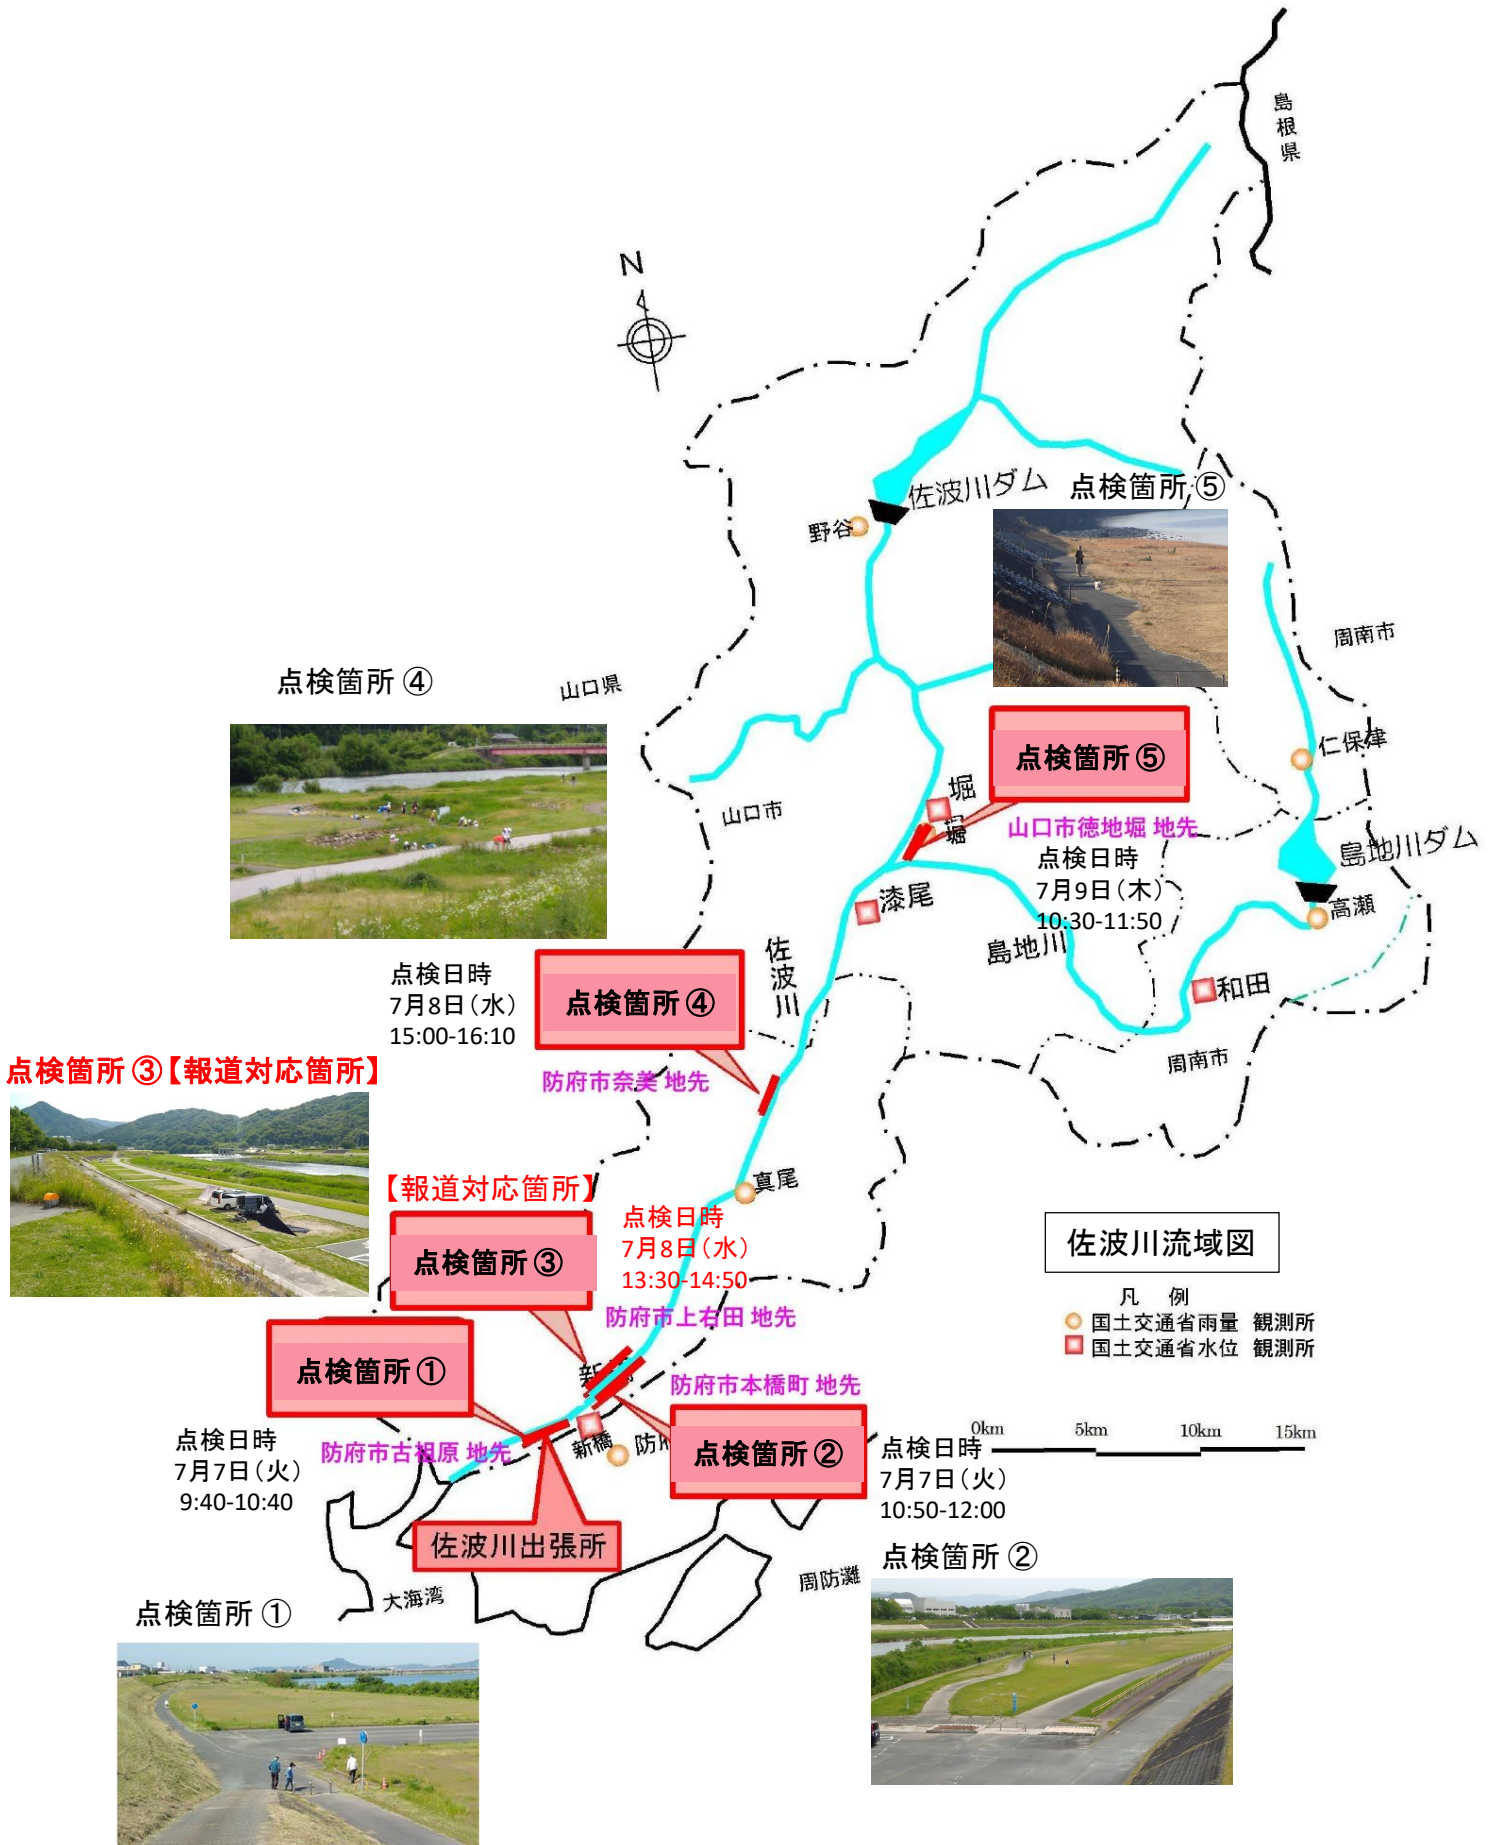 島根県
N
佐波川ダム
点検箇所 ⑤
野谷
周南市
点検箇所 ④
山口県
仁保津
点検箇所 ⑤
堀
山口市
山口市徳地堀 地先
点検日時
7月9日(木)
10:30-11:50
島地川ダム
高瀬
漆尾
佐波川
島地川
和田
点検日時
7月8日(水)
15:00-16:10
点検箇所 ④
防府市奈美 地先
周南市
点検箇所 ③【報道対応箇所】
【報道対応箇所】
真尾
点検箇所 ③
点検日時
7月8日(水)
13:30-14:50
防府市上右田 地先
佐波川流域図
凡 例
国土交通省雨量 観測所
国土交通省水位 観測所
点検箇所 ①
新
防府市本橋町 地先
点検日時
7月7日(火)
9:40-10:40
防府市古祖原 地先
新橋
防府
点検箇所 ②
点検日時
7月7日(火)
10:50-12:00
0km 5km 10km 15km
佐波川出張所
点検箇所 ②
周防灘
大海湾
点検箇所 ①